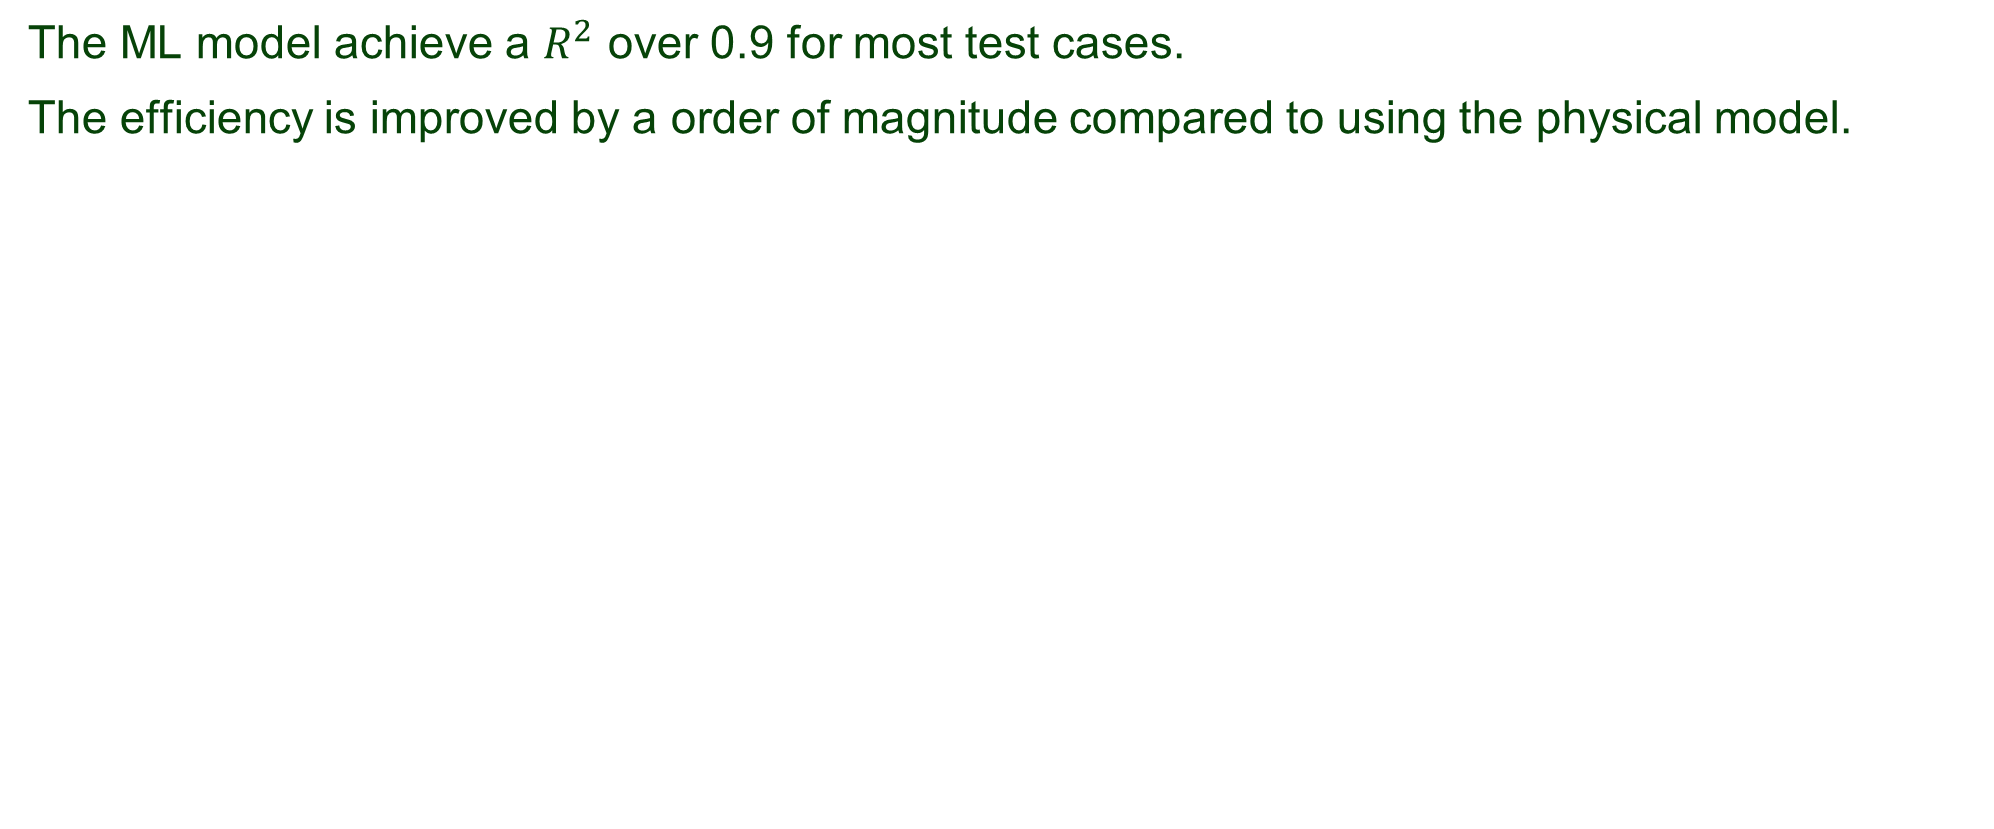 The ML model achieve a R² over 0.9 for most test cases.
The efficiency is improved by a order of magnitude compared to using the physical model.